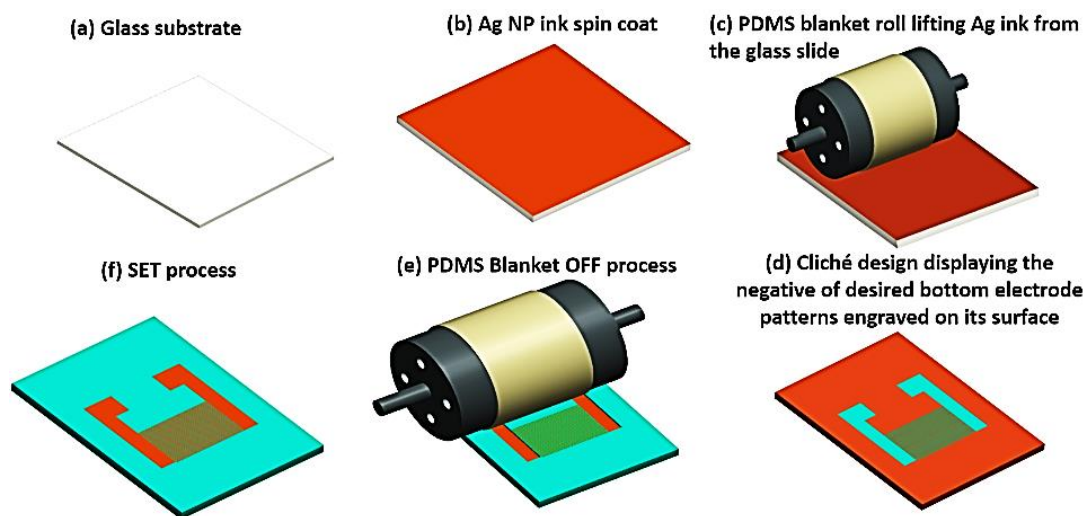 (a) Glass substrate
(b) Ag NP ink spin coat
(c) PDMS blanket roll lifting Ag ink from
the glass slide
(f) SET process
(e) PDMS Blanket OFF process
(d) Cliché design displaying the
negative of desired bottom electrode
patterns engraved on its surface